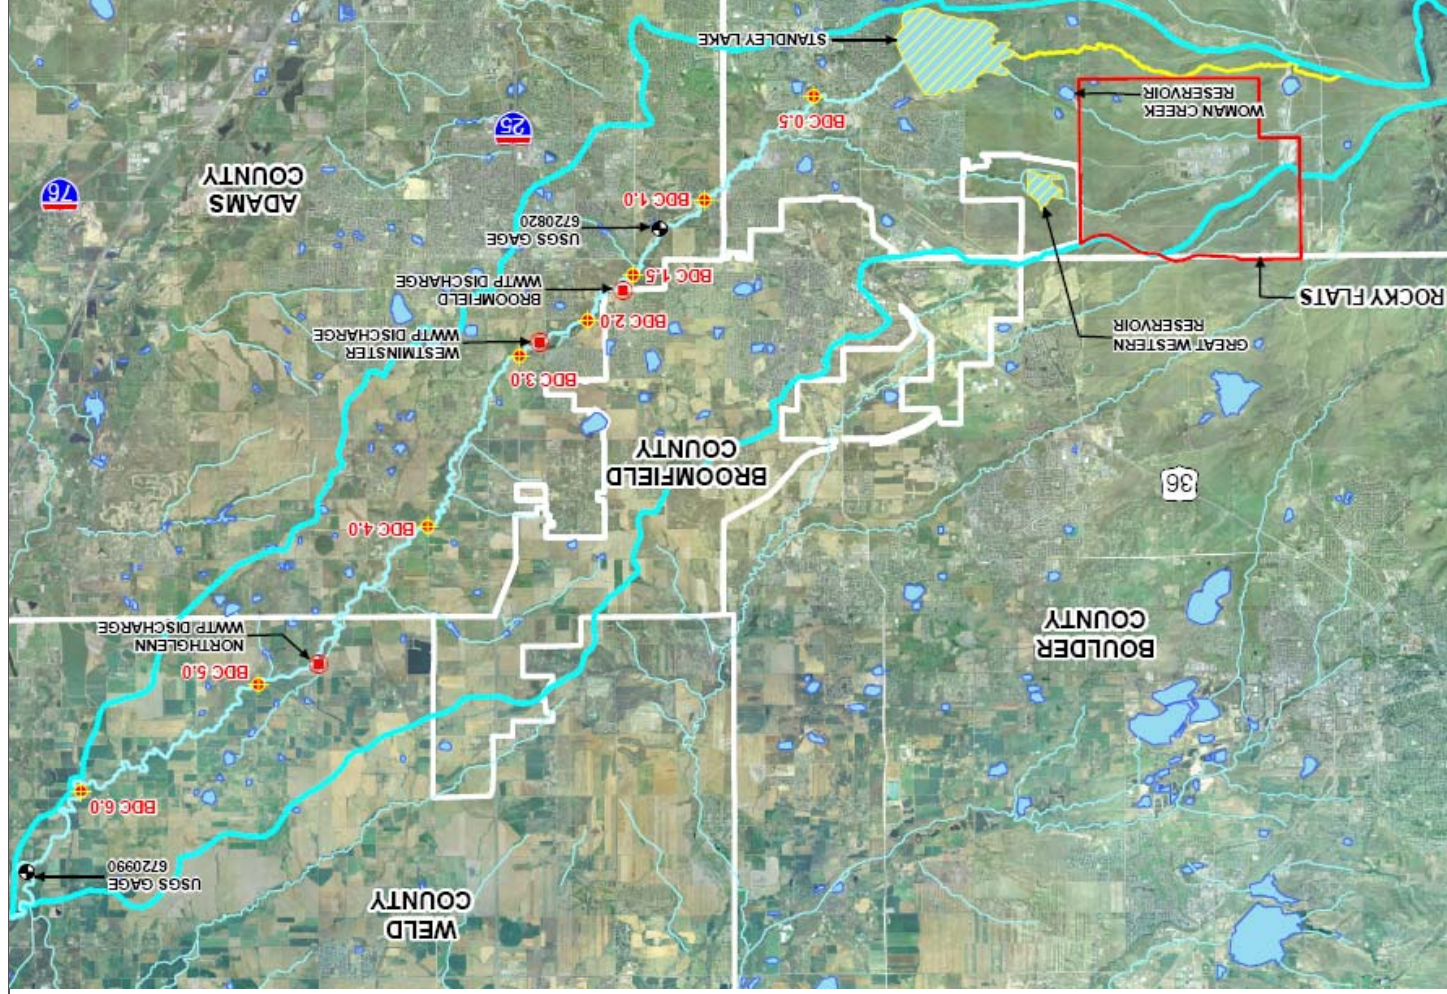 WELD
COUNTY
USGS GAGE
6720990
BDC 6.0
BDC 5.0
BOULDER
COUNTY
NORTHGLENN
WWTP DISCHARGE
BDC 4.0
36
BROOMFIELD
COUNTY
BDC 3.0
GREAT WESTERN
RESERVOIR
WESTMINSTER
WWTP DISCHARGE
BDC 2.0
ROCKY FLATS
BROOMFIELD
WWTP DISCHARGE
BDC 1.5
USGS GAGE
6720820
BDC 1.0
ADAMS
COUNTY
76
25
BDC 0.5
WOMAN CREEK
RESERVOIR
STANDLEY LAKE